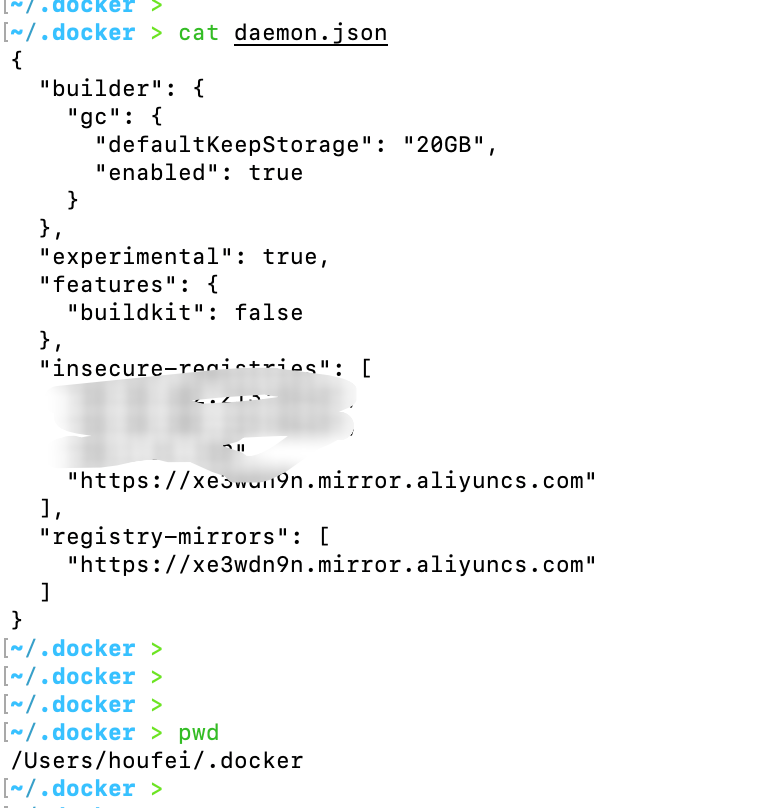 [~/.docker >
[~/.docker > cat daemon.json
{
  "builder": {
    "gc": {
      "defaultKeepStorage": "20GB",
      "enabled": true
    }
  },
  "experimental": true,
  "features": {
    "buildkit": false
  },
  "insecure-registries": [
    "https://xe3wdn9n.mirror.aliyuncs.com"
  ],
  "registry-mirrors": [
    "https://xe3wdn9n.mirror.aliyuncs.com"
  ]
}
[~/.docker >
[~/.docker >
[~/.docker >
[~/.docker > pwd
/Users/houfei/.docker
[~/.docker >